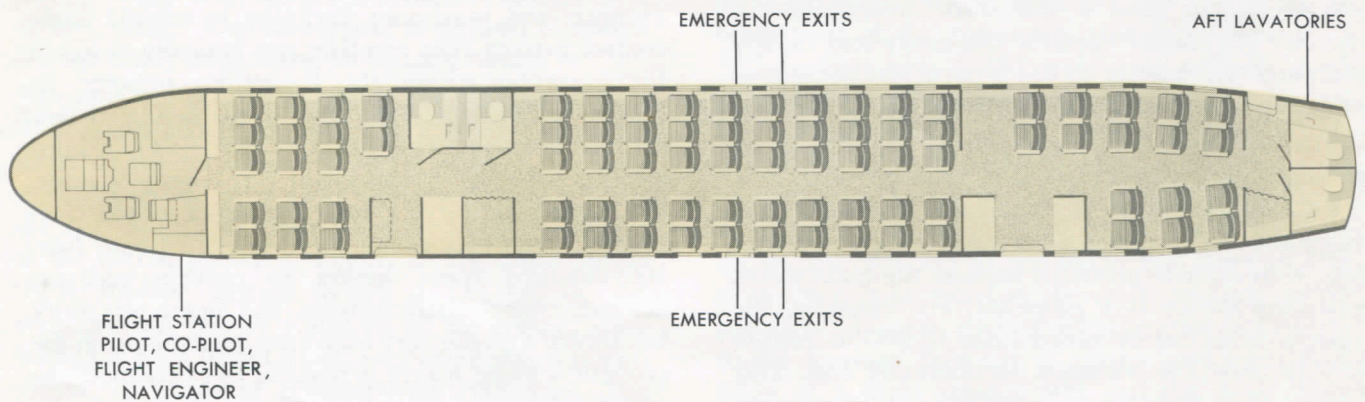 EMERGENCY EXITS
AFT LAVATORIES
EMERGENCY EXITS
FLIGHT STATION
PILOT, CO-PILOT,
FLIGHT ENGINEER,
NAVIGATOR